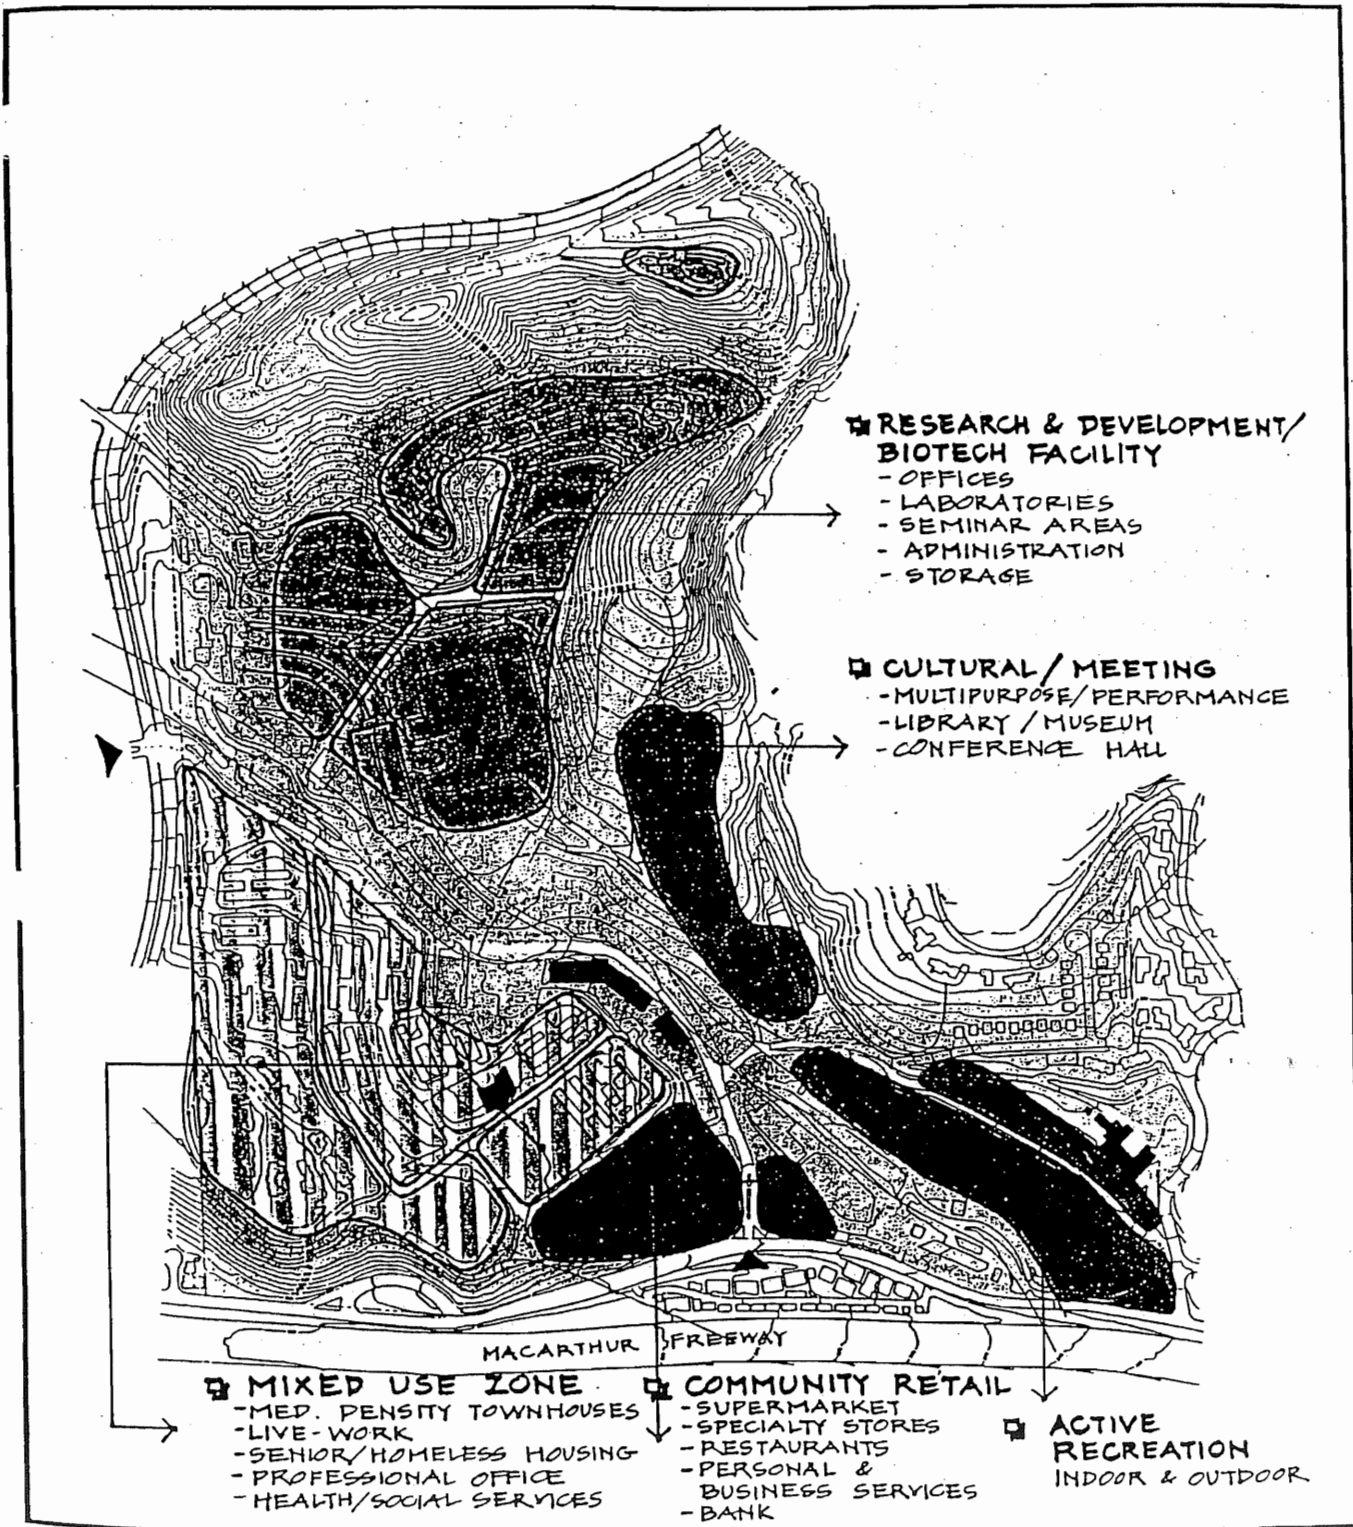 RESEARCH & DEVELOPMENT/
BIOTECH FACILITY
- OFFICES
- LABORATORIES
- SEMINAR AREAS
- ADMINISTRATION
- STORAGE
CULTURAL / MEETING
- MULTIPURPOSE/PERFORMANCE
- LIBRARY / MUSEUM
- CONFERENCE HALL
MACARTHUR FREEWAY
MIXED USE ZONE
- MED. DENSITY TOWNHOUSES
- LIVE-WORK
- SENIOR/HOMELESS HOUSING
- PROFESSIONAL OFFICE
- HEALTH/SOCIAL SERVICES
COMMUNITY RETAIL
- SUPERMARKET
- SPECIALTY STORES
- RESTAURANTS
- PERSONAL &
BUSINESS SERVICES
- BANK
ACTIVE
RECREATION
INDOOR & OUTDOOR